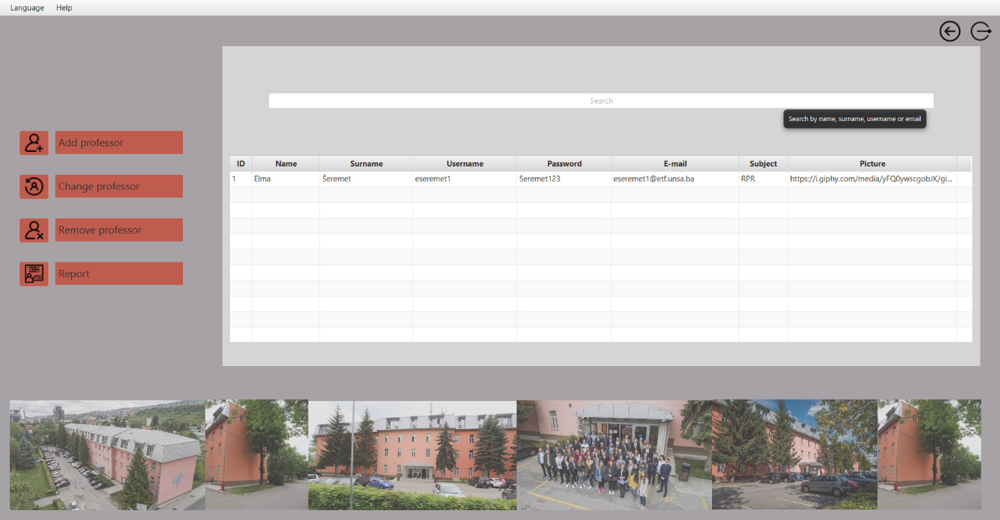 Language Help
Search
Search by name, surname, username or email
Add professor
Change professor
Remove professor
Report
ID Name Surname Username Password E-mail Subject Picture
1 Elma Šeremet eseremet1 Seremet123 eseremet1@etf.unsa.ba RPR https://i.giphy.com/media/yFQ0ywscgobJK/gi...
etf